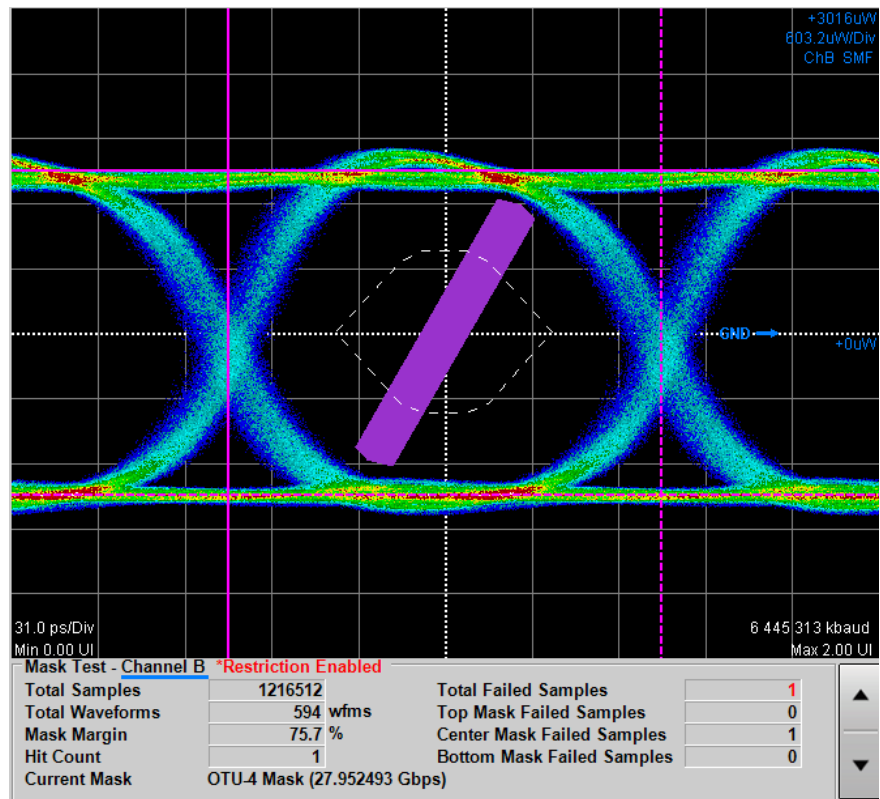 +3016uW
603.2uW/Div
ChB SMF
GND
+0uW
31.0 ps/Div
6 445 313 kbaud
Min 0.00 UI
Max 2.00 UI
Mask Test - Channel B *Restriction Enabled
Total Samples 1216512 Total Failed Samples 1
Total Waveforms 594 wfms Top Mask Failed Samples 0
Mask Margin 75.7 % Center Mask Failed Samples 1
Hit Count 1 Bottom Mask Failed Samples 0
Current Mask OTU-4 Mask (27.952493 Gbps)